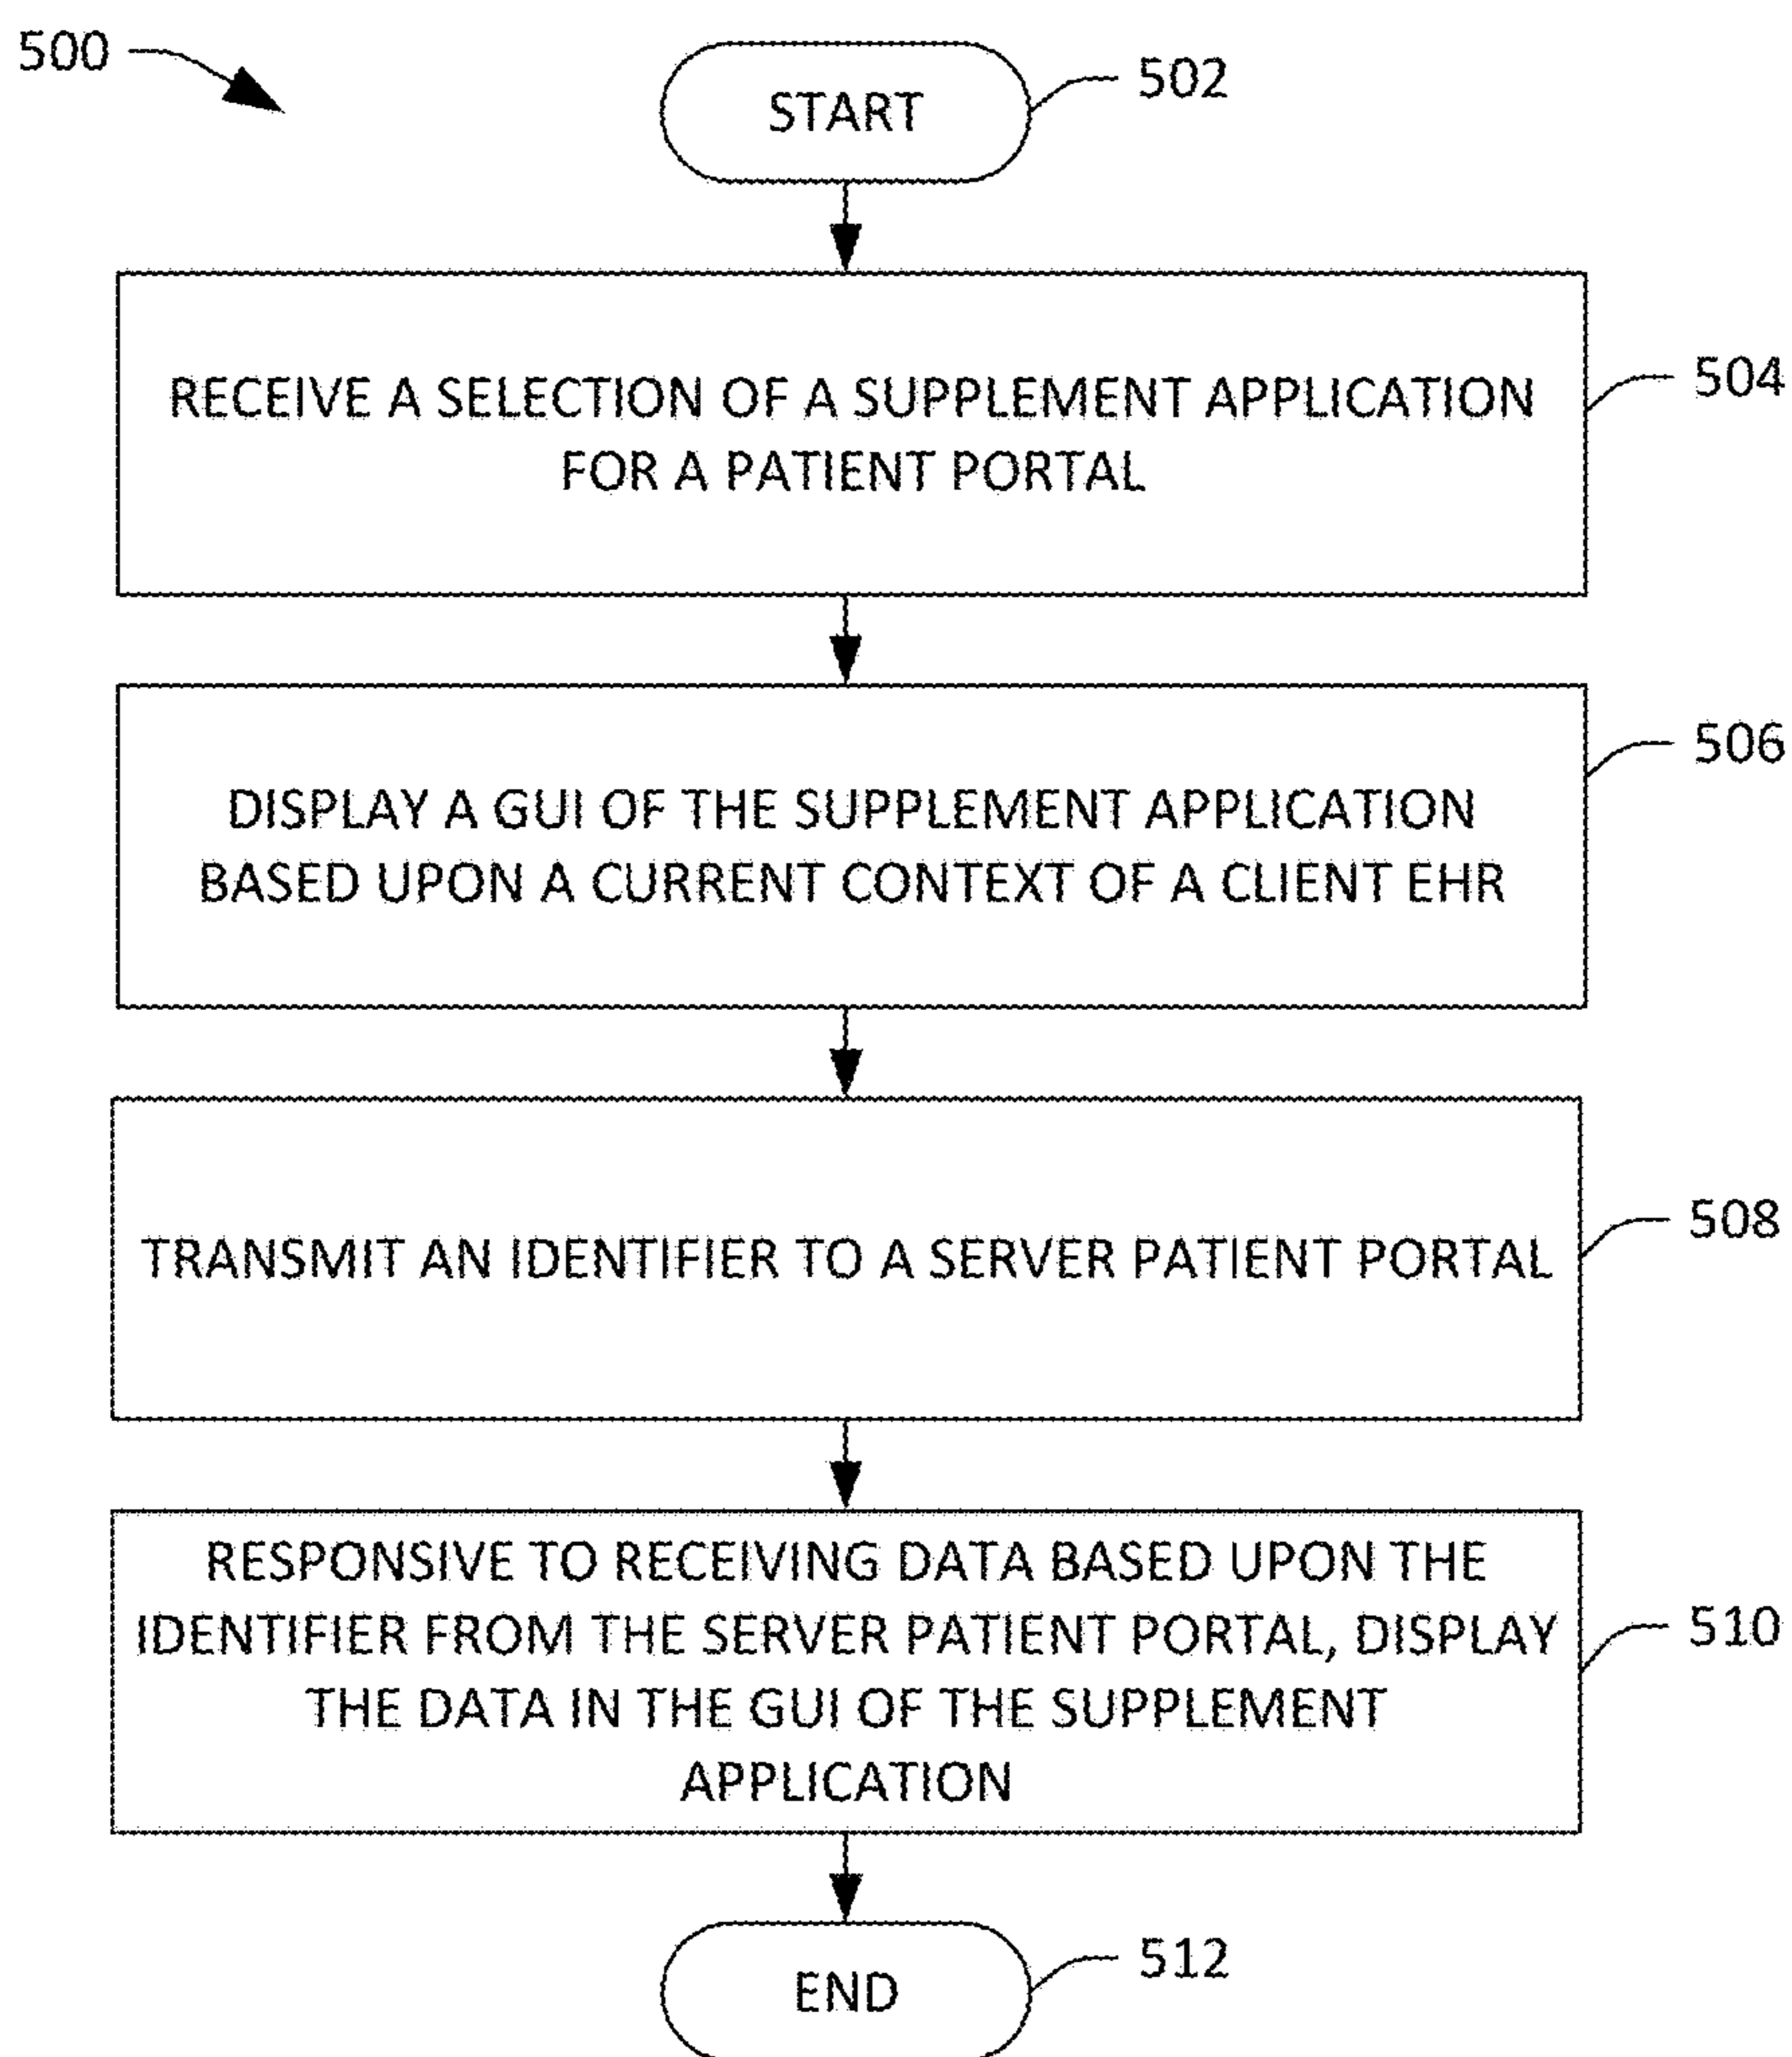 500
START
502
RECEIVE A SELECTION OF A SUPPLEMENT APPLICATION
FOR A PATIENT PORTAL
504
DISPLAY A GUI OF THE SUPPLEMENT APPLICATION
BASED UPON A CURRENT CONTEXT OF A CLIENT EHR
506
TRANSMIT AN IDENTIFIER TO A SERVER PATIENT PORTAL
508
RESPONSIVE TO RECEIVING DATA BASED UPON THE
IDENTIFIER FROM THE SERVER PATIENT PORTAL, DISPLAY
THE DATA IN THE GUI OF THE SUPPLEMENT
APPLICATION
510
END
512